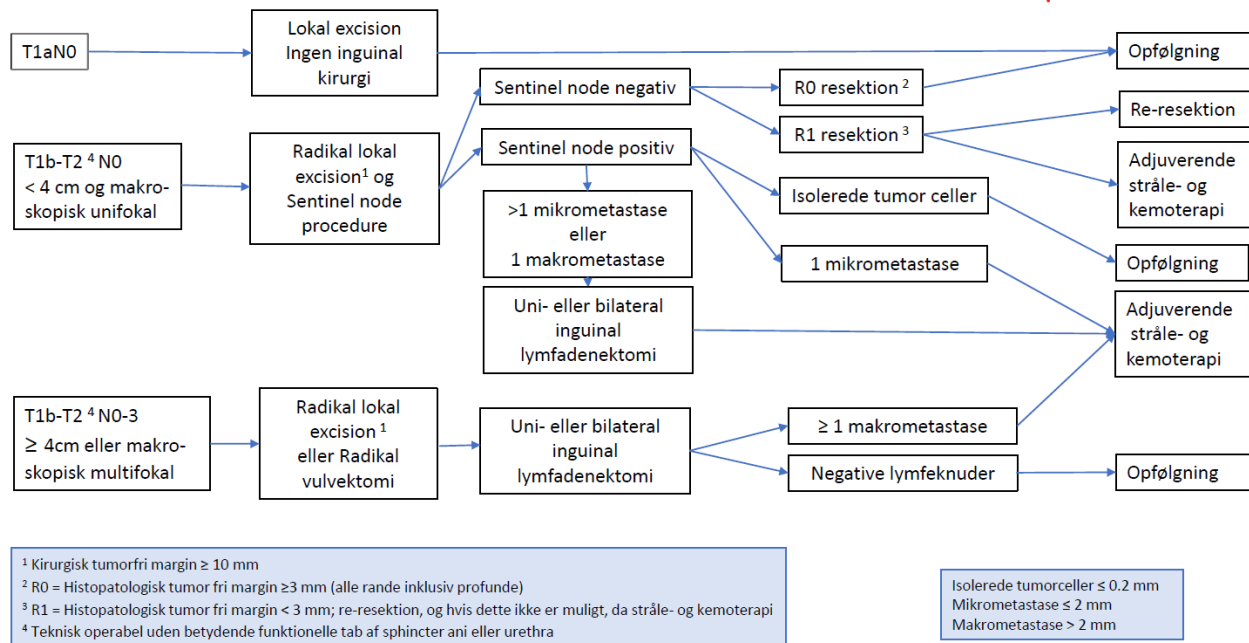 T1aN0
Lokal excision
Ingen inguinal
kirurgi
Opfølgning
Sentinel node negativ
R0 resektion ²
R1 resektion ³
Re-resektion
Adjuverende
stråle- og
kemoterapi
T1b-T2 ⁴ N0
< 4 cm og makro-
skopisk unifokal
Radikal lokal
excision¹ og
Sentinel node
procedure
Sentinel node positiv
Isolerede tumor celler
Opfølgning
>1 mikrometastase
eller
1 makrometastase
1 mikrometastase
Uni- eller bilateral
inguinal
lymfadenektomi
Adjuverende
stråle- og
kemoterapi
T1b-T2 ⁴ N0-3
≥ 4cm eller makro-
skopisk multifokal
Radikal lokal
excision ¹
eller Radikal
vulvektomi
Uni- eller bilateral
inguinal
lymfadenektomi
≥ 1 makrometastase
Negative lymfeknuder
Opfølgning
¹ Kirurgisk tumorfri margin ≥ 10 mm
² R0 = Histopatologisk tumor fri margin ≥3 mm (alle rande inklusiv profunde)
³ R1 = Histopatologisk tumor fri margin < 3 mm; re-resektion, og hvis dette ikke er muligt, da stråle- og kemoterapi
⁴ Teknisk operabel uden betydende funktionelle tab af sphincter ani eller urethra
Isolerede tumorceller ≤ 0.2 mm
Mikrometastase ≤ 2 mm
Makrometastase > 2 mm